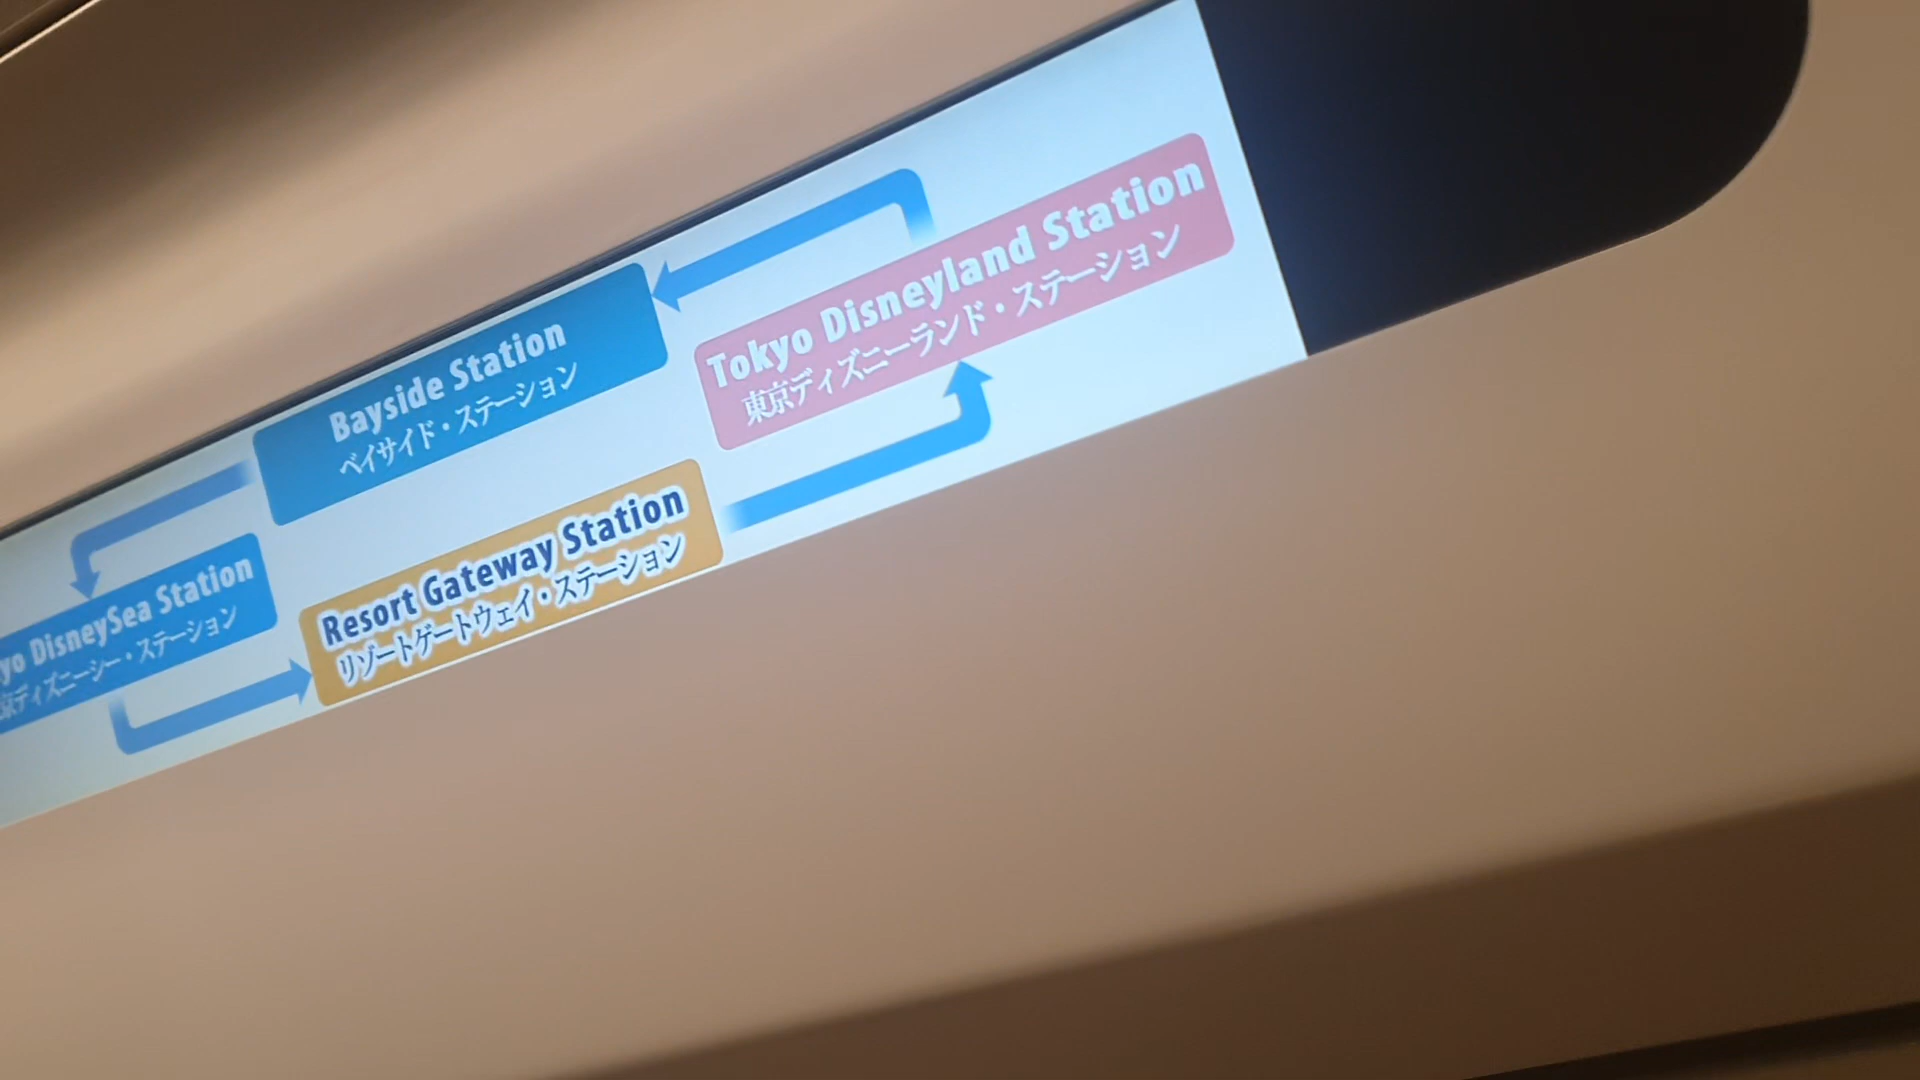 Bayside Station
ベイサイド・ステーション
Tokyo Disneyland Station
東京ディズニーランド・ステーション
yo DisneySea Station
京ディズニーシー・ステーション
Resort Gateway Station
リゾートゲートウェイ・ステーション